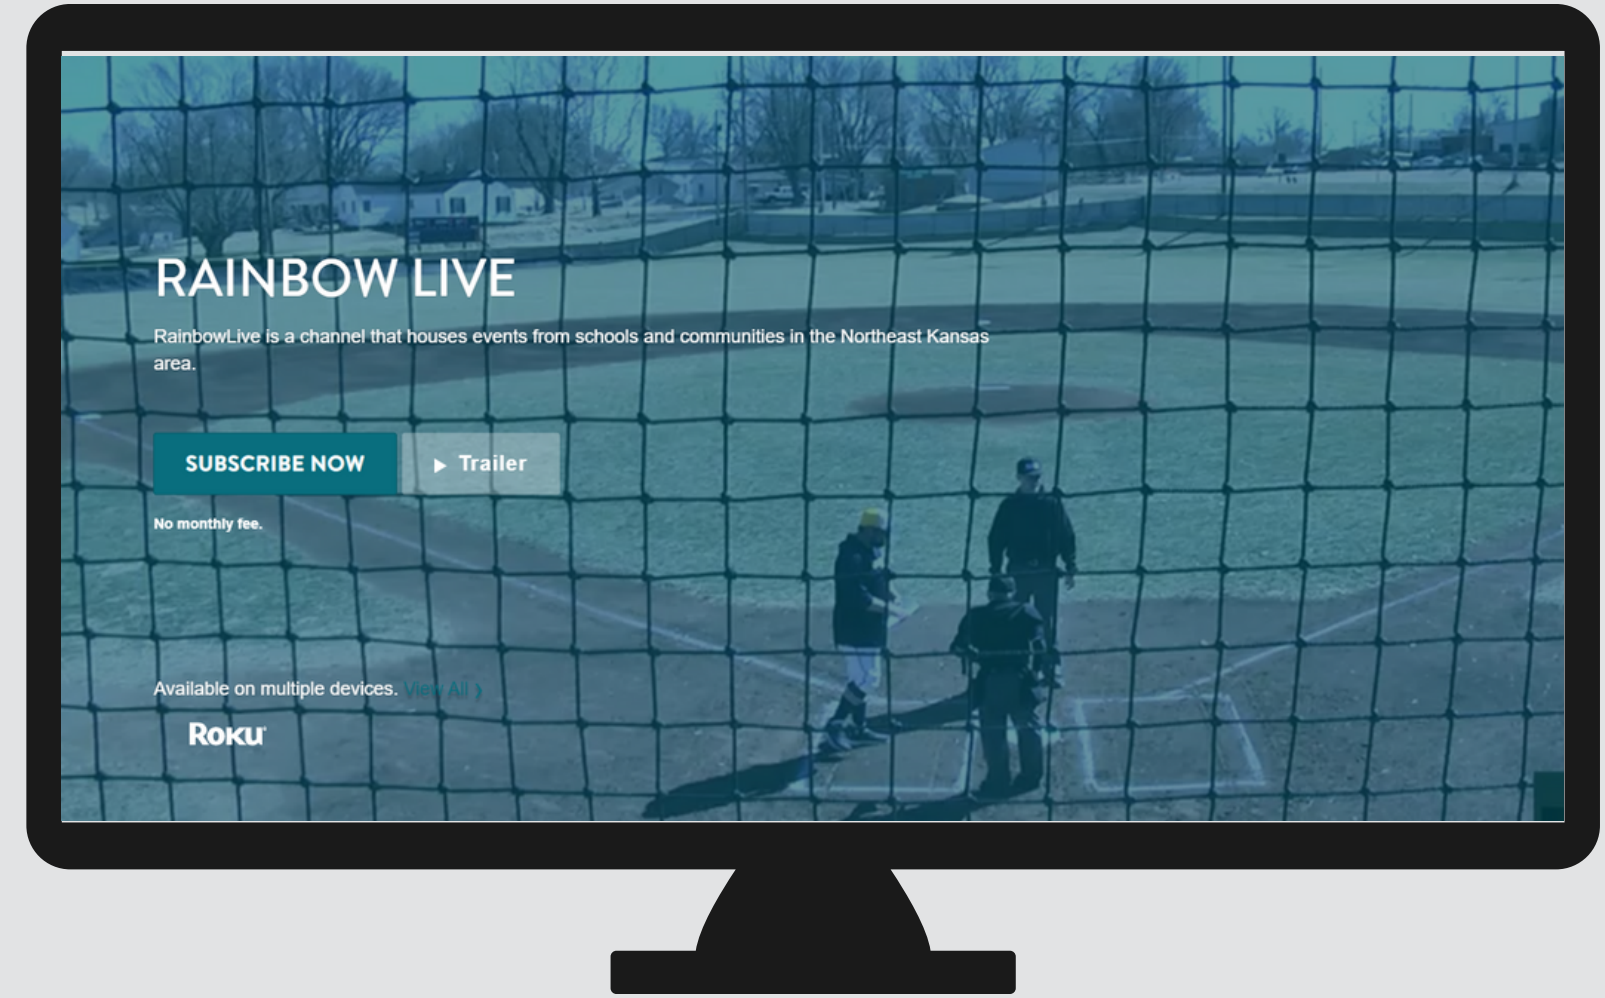 RAINBOW LIVE
RainbowLive is a channel that houses events from schools and communities in the Northeast Kansas
area.
SUBSCRIBE NOW
Trailer
No monthly fee.
Available on multiple devices. View All ›
Roku